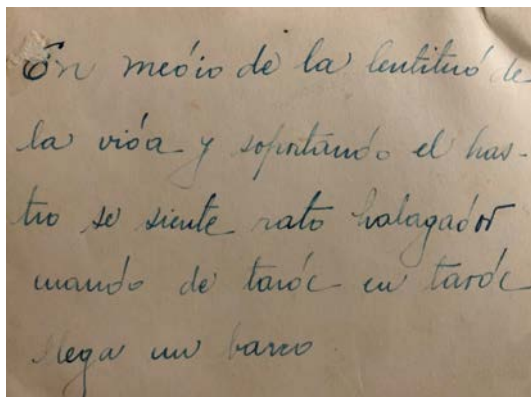 En medio de la lentitud de
la vida y soportando el has-
tio se siente rato halagador
cuando de tarde en tarde
llega un barco.